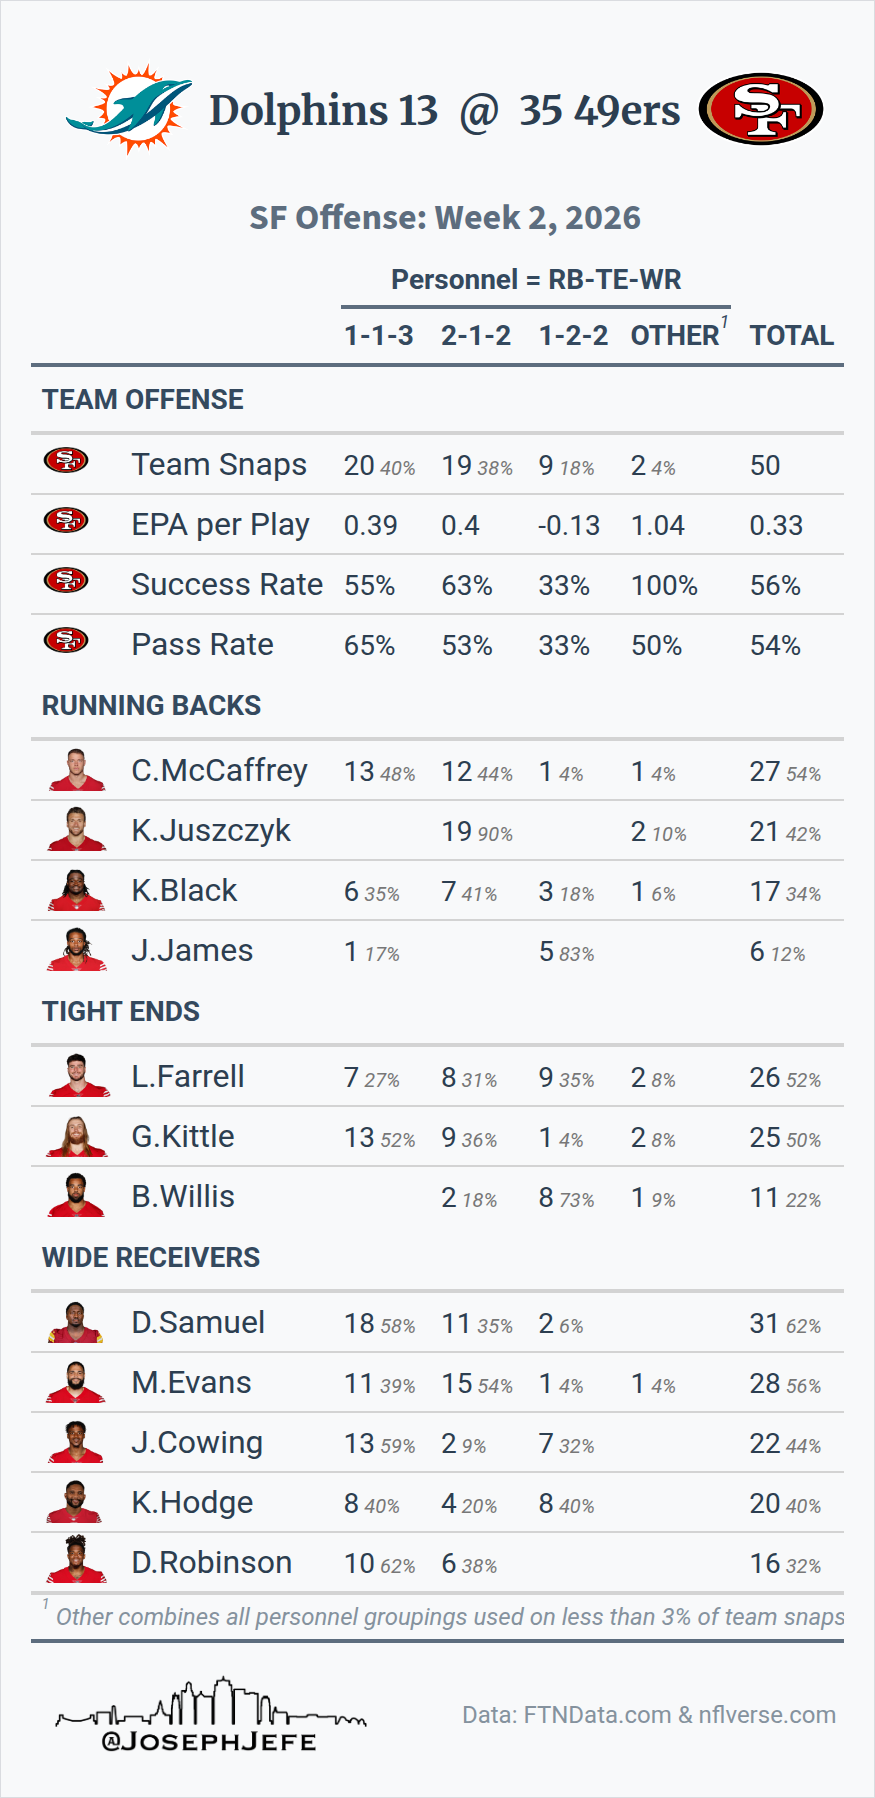 Dolphins 13 @ 35 49ers
SF Offense: Week 2, 2026
Personnel = RB-TE-WR
1-1-3 2-1-2 1-2-2 OTHER 1 TOTAL
TEAM OFFENSE
Team Snaps 20 40% 19 38% 9 18% 2 4% 50
EPA per Play 0.39 0.4 -0.13 1.04 0.33
Success Rate 55% 63% 33% 100% 56%
Pass Rate 65% 53% 33% 50% 54%
RUNNING BACKS
C.McCaffrey 13 48% 12 44% 1 4% 1 4% 27 54%
K.Juszczyk 19 90% 2 10% 21 42%
K.Black 6 35% 7 41% 3 18% 1 6% 17 34%
J.James 1 17% 5 83% 6 12%
TIGHT ENDS
L.Farrell 7 27% 8 31% 9 35% 2 8% 26 52%
G.Kittle 13 52% 9 36% 1 4% 2 8% 25 50%
B.Willis 2 18% 8 73% 1 9% 11 22%
WIDE RECEIVERS
D.Samuel 18 58% 11 35% 2 6% 31 62%
M.Evans 11 39% 15 54% 1 4% 1 4% 28 56%
J.Cowing 13 59% 2 9% 7 32% 22 44%
K.Hodge 8 40% 4 20% 8 40% 20 40%
D.Robinson 10 62% 6 38% 16 32%
1 Other combines all personnel groupings used on less than 3% of team snaps
@JosephJefe
Data: FTNData.com & nflverse.com